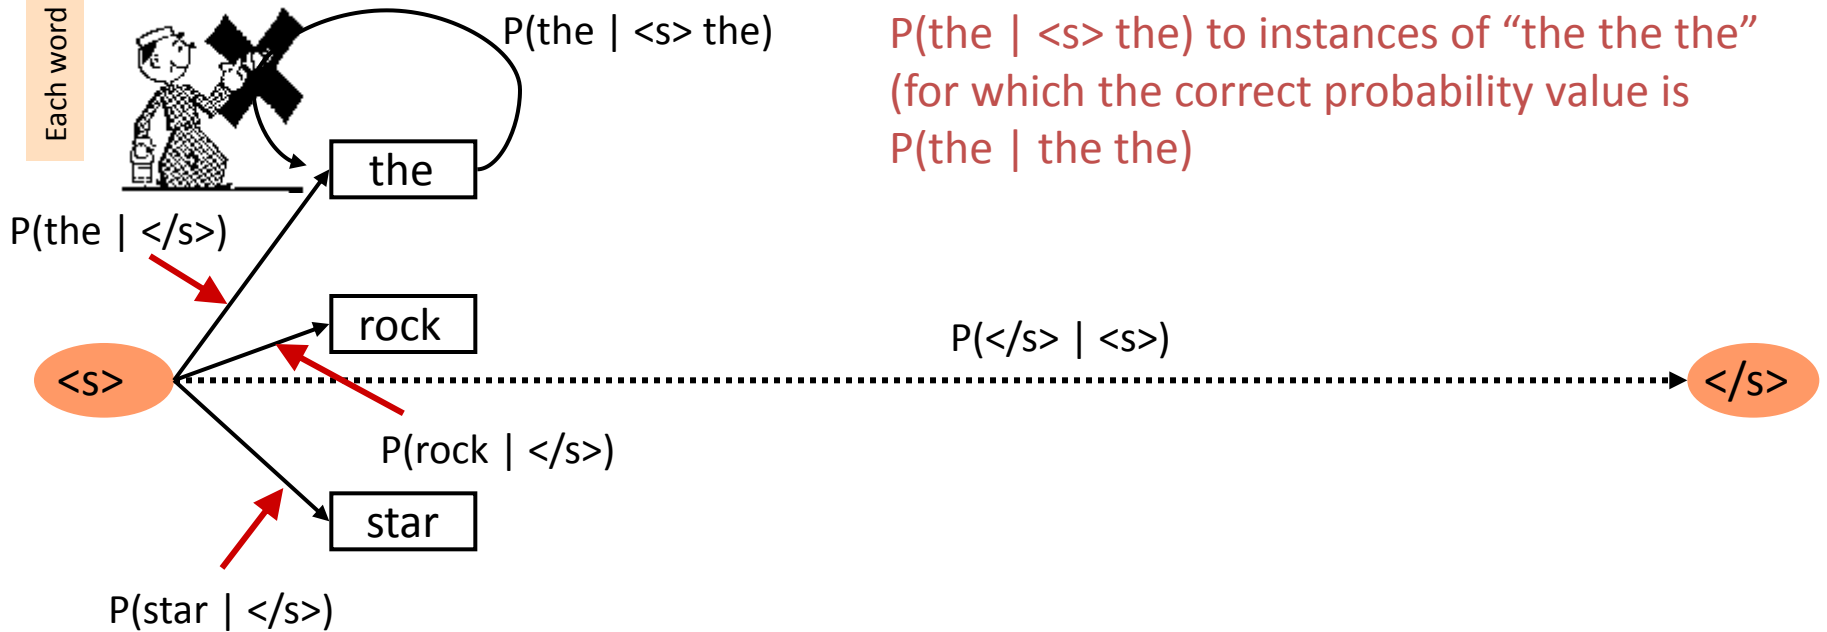 Each word
P(the | <s> the)
P(the | <s> the) to instances of “the the the”
(for which the correct probability value is
P(the | the the)
the
P(the | </s>)
rock
P(</s> | <s>)
<s>
</s>
P(rock | </s>)
star
P(star | </s>)